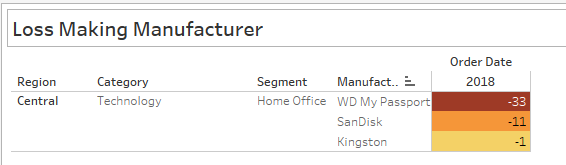 Loss Making Manufacturer
Order Date
Region Category Segment Manufact.. 2018
Central Technology Home Office WD My Passport -33
SanDisk -11
Kingston -1